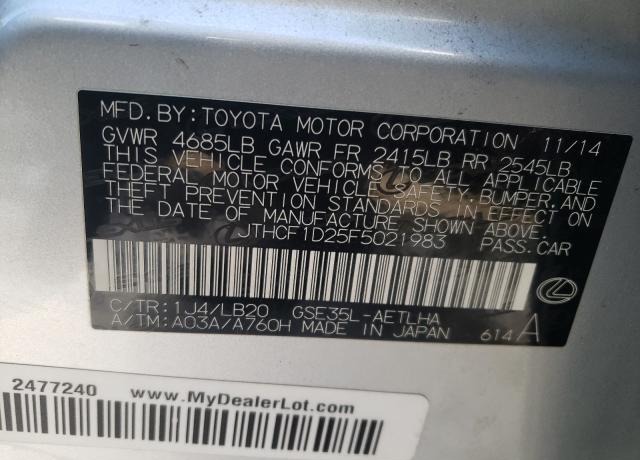 MFD. BY: TOYOTA MOTOR CORPORATION 11/14
GVWR 4685LB GAWR FR 2415LB RR 2545LB
THIS VEHICLE CONFORMS TO ALL APPLICABLE
FEDERAL MOTOR VEHICLE SAFETY, BUMPER, AND
THEFT PREVENTION STANDARDS IN EFFECT ON
THE DATE OF MANUFACTURE SHOWN ABOVE.
JTHCF1D25F5021983 PASS. CAR
C/TR: 1J4/LB20 GSE35L-AETLHA
A/TM: A03A/A760H MADE IN JAPAN 614A
2477240 www.MyDealerLot.com